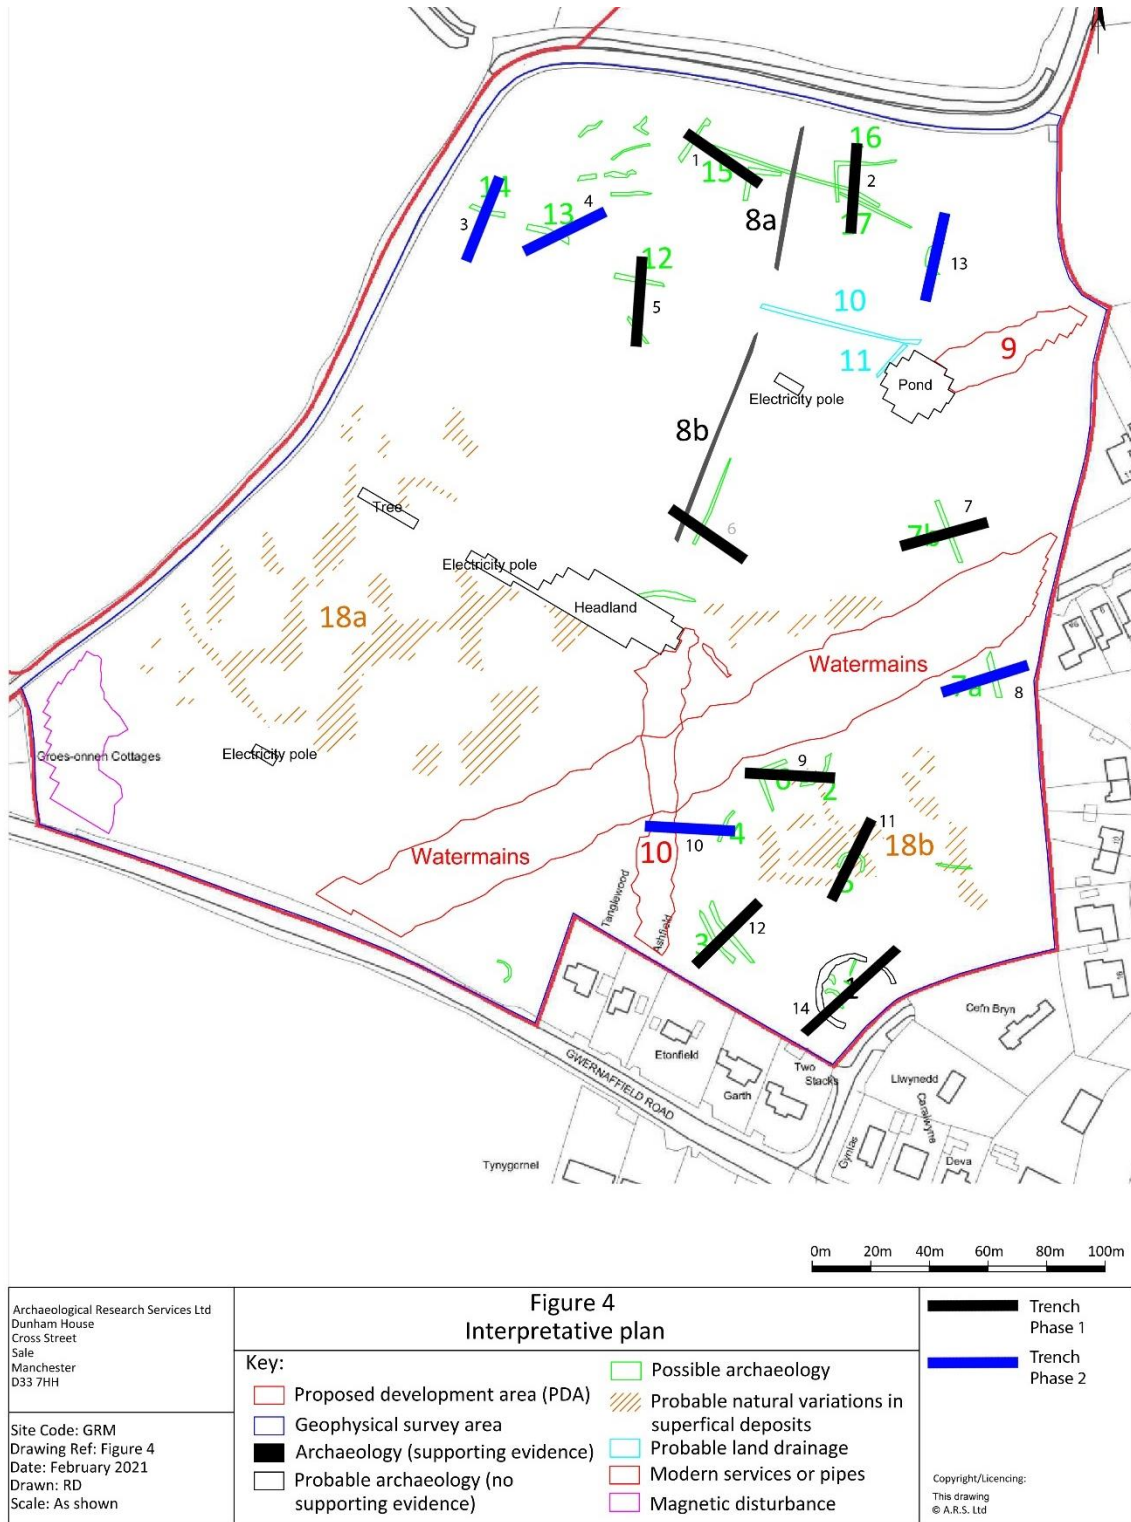 16
14
1
15
2
4
13
3
8a
17
12
13
5
10
9
11
Pond
Electricity pole
8b
7
6
7b
Tree
Electricity pole
Headland
18a
Watermains
7a
8
Electricity pole
Groes-onnen Cottages
9
6
2
11
4
18b
Watermains
10
10
5
Tanglewood
Ashfield
12
3
1
14
Cefn Bryn
Etonfield
Two
Stacks
Garth
Llwynedd
GWERNAFFIELD ROAD
Gynlas
Deva
Tynygornel
0m 20m 40m 60m 80m 100m
Archaeological Research Services Ltd
Dunham House
Cross Street
Sale
Manchester
D33 7HH
Site Code: GRM
Drawing Ref: Figure 4
Date: February 2021
Drawn: RD
Scale: As shown
Figure 4
Interpretative plan
Key:
Proposed development area (PDA)
Geophysical survey area
Archaeology (supporting evidence)
Probable archaeology (no
supporting evidence)
Possible archaeology
Probable natural variations in
superfical deposits
Probable land drainage
Modern services or pipes
Magnetic disturbance
Trench
Phase 1
Trench
Phase 2
Copyright/Licencing:
This drawing
© A.R.S. Ltd